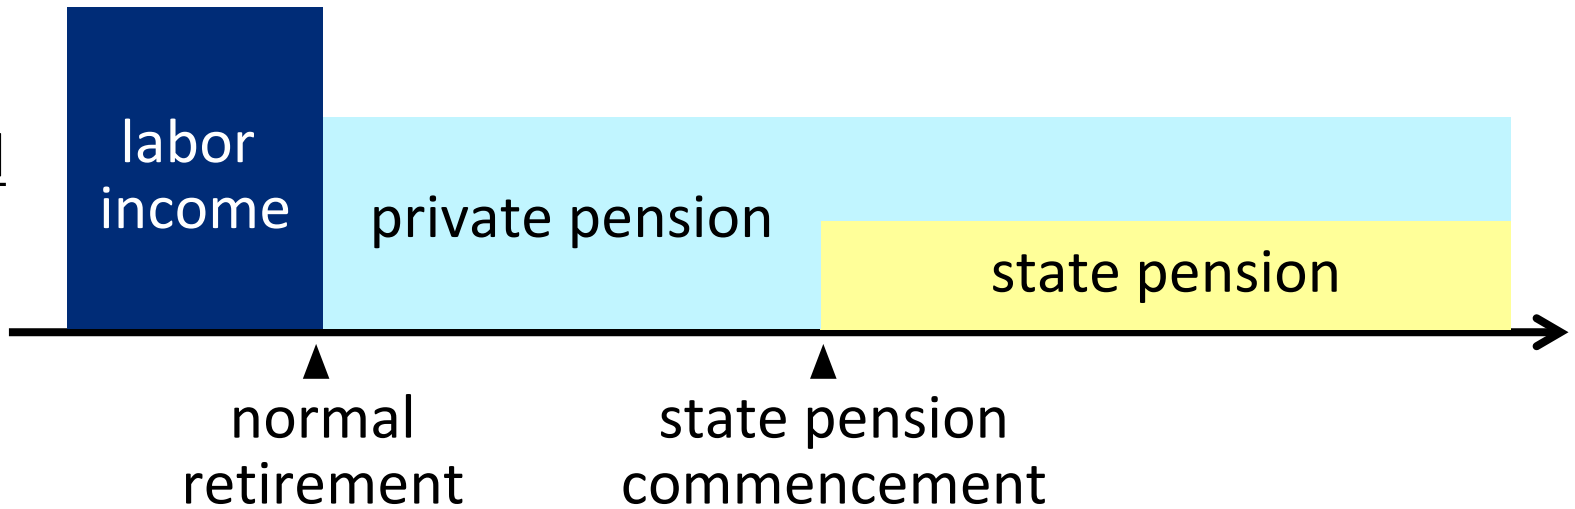 labor
income
private pension
state pension
normal
retirement
state pension
commencement